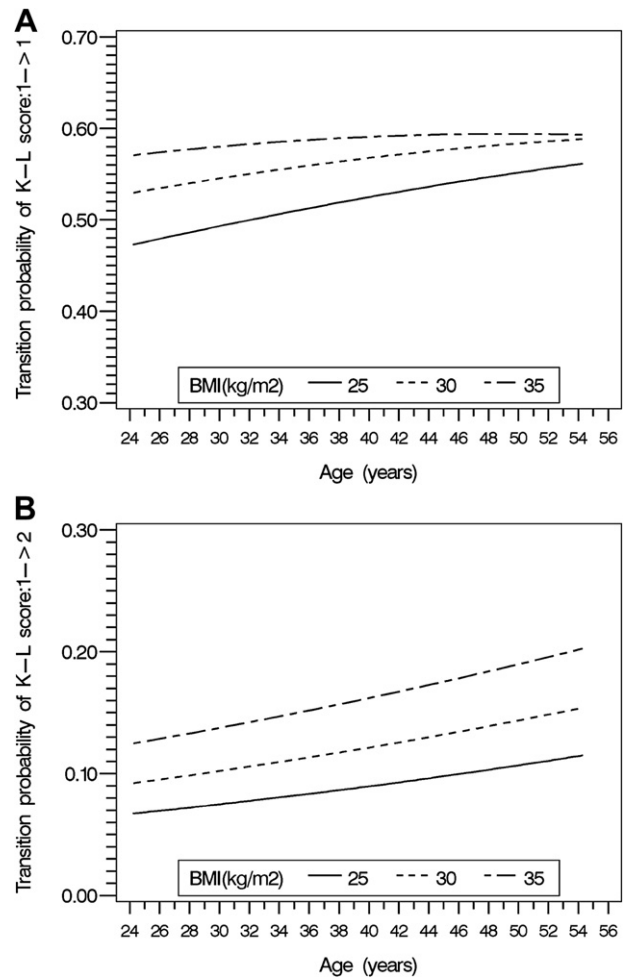 A
Transition probability of K−L score:1−>1
0.70
0.60
0.50
0.40
0.30
BMI(kg/m2) 25 30 35
24 26 28 30 32 34 36 38 40 42 44 46 48 50 52 54 56
Age (years)
B
Transition probability of K−L score:1−>2
0.30
0.20
0.10
0.00
BMI(kg/m2) 25 30 35
24 26 28 30 32 34 36 38 40 42 44 46 48 50 52 54 56
Age (years)